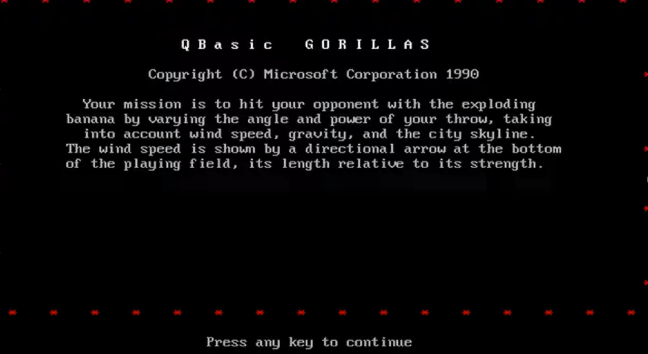 Q B a s i c   G O R I L L A S
Copyright (C) Microsoft Corporation 1990
Your mission is to hit your opponent with the exploding
banana by varying the angle and power of your throw, taking
into account wind speed, gravity, and the city skyline.
The wind speed is shown by a directional arrow at the bottom
of the playing field, its length relative to its strength.
Press any key to continue